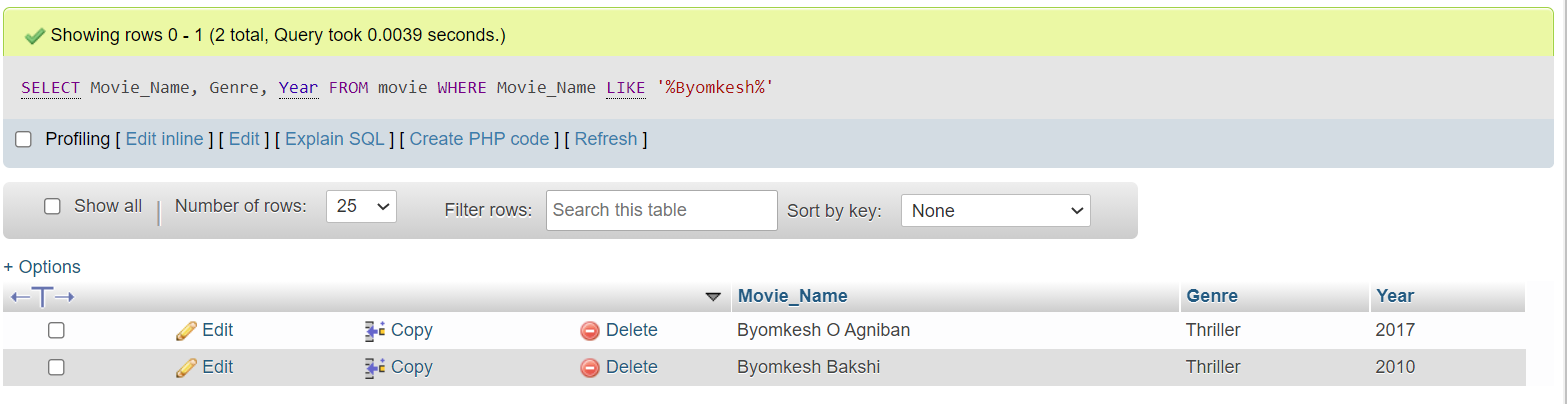 Showing rows 0 - 1 (2 total, Query took 0.0039 seconds.)
SELECT Movie_Name, Genre, Year FROM movie WHERE Movie_Name LIKE '%Byomkesh%'
Profiling [ Edit inline ] [ Edit ] [ Explain SQL ] [ Create PHP code ] [ Refresh ]
Show all | Number of rows: 25 Filter rows: Search this table Sort by key: None
+ Options
←T→ Movie_Name Genre Year
Edit Copy Delete Byomkesh O Agniban Thriller 2017
Edit Copy Delete Byomkesh Bakshi Thriller 2010